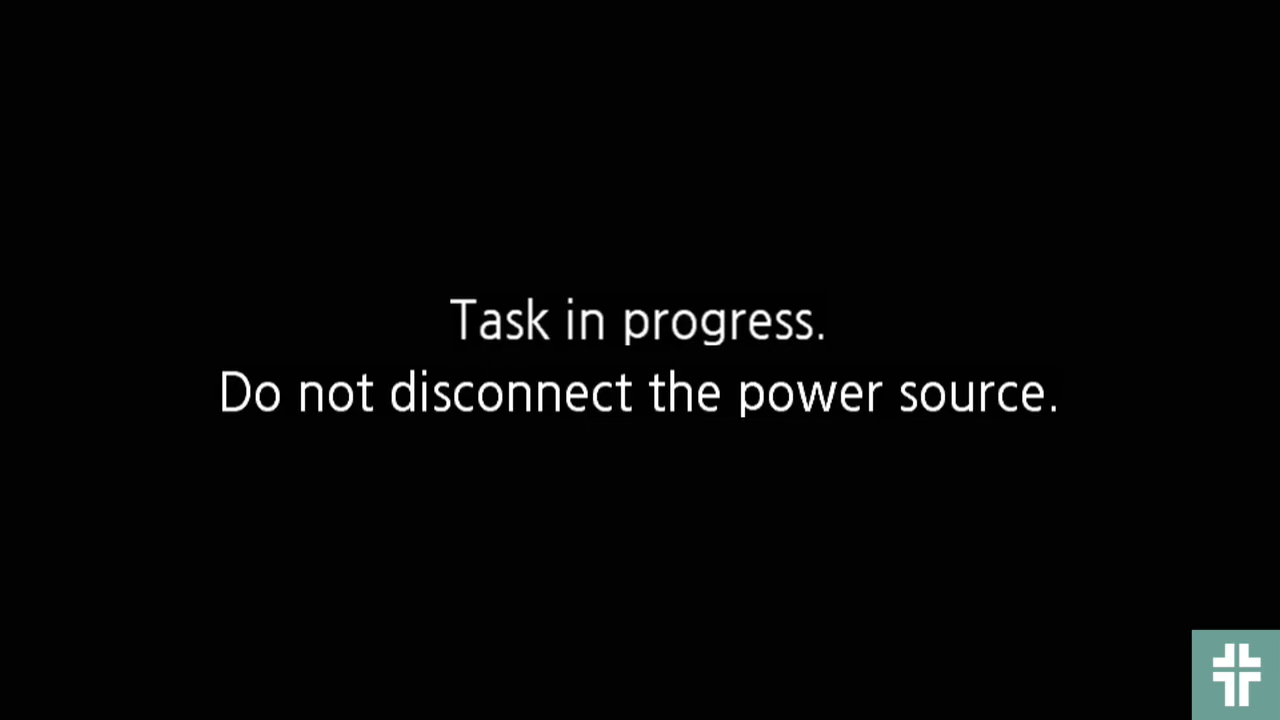 Task in progress.
Do not disconnect the power source.